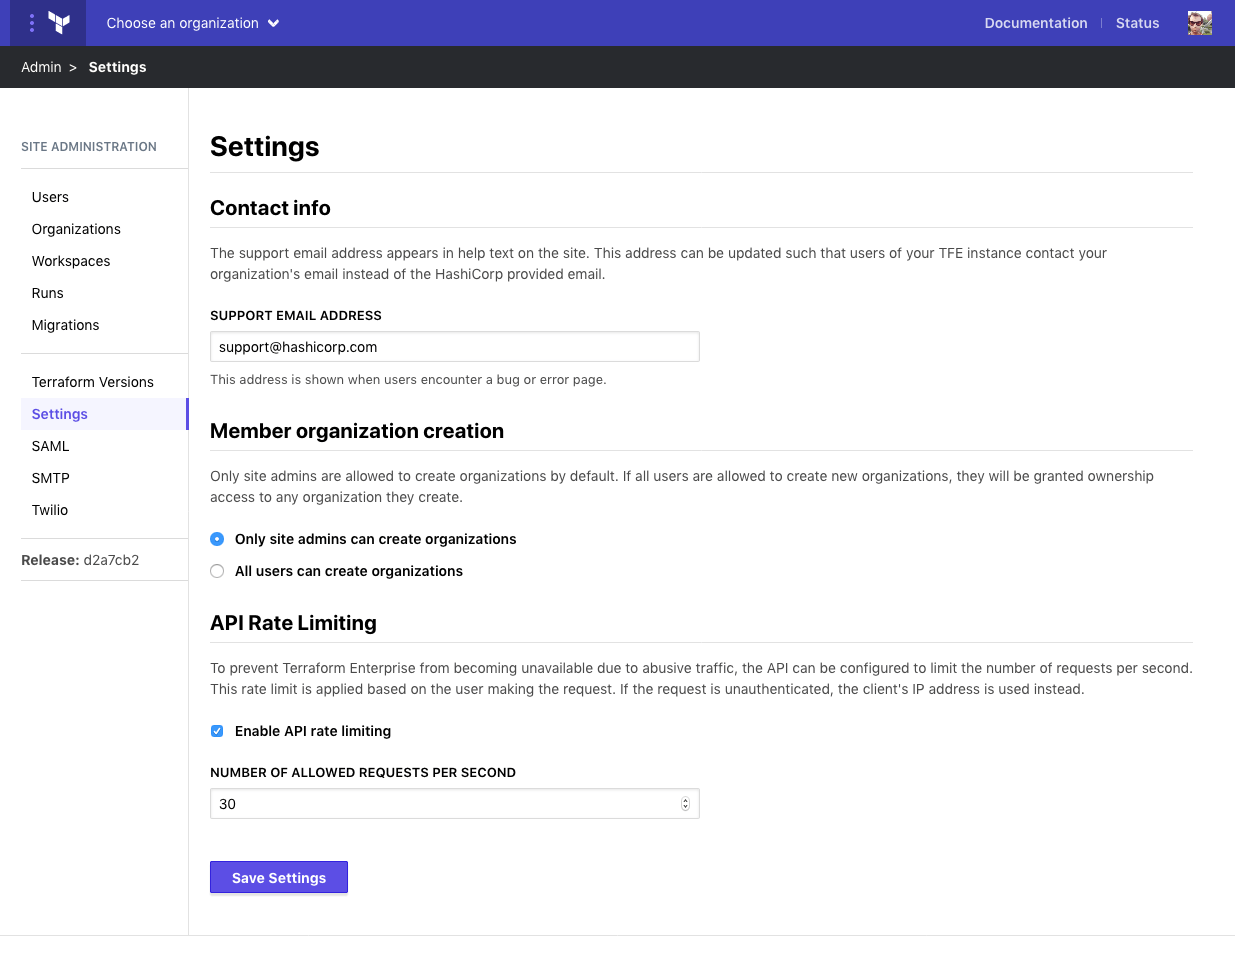 Choose an organization
Documentation
Status
Admin > Settings
SITE ADMINISTRATION
Users
Organizations
Workspaces
Runs
Migrations
Terraform Versions
Settings
SAML
SMTP
Twilio
Release: d2a7cb2
Settings
Contact info
The support email address appears in help text on the site. This address can be updated such that users of your TFE instance contact your
organization's email instead of the HashiCorp provided email.
SUPPORT EMAIL ADDRESS
support@hashicorp.com
This address is shown when users encounter a bug or error page.
Member organization creation
Only site admins are allowed to create organizations by default. If all users are allowed to create new organizations, they will be granted ownership
access to any organization they create.
Only site admins can create organizations
All users can create organizations
API Rate Limiting
To prevent Terraform Enterprise from becoming unavailable due to abusive traffic, the API can be configured to limit the number of requests per second.
This rate limit is applied based on the user making the request. If the request is unauthenticated, the client's IP address is used instead.
Enable API rate limiting
NUMBER OF ALLOWED REQUESTS PER SECOND
30
Save Settings